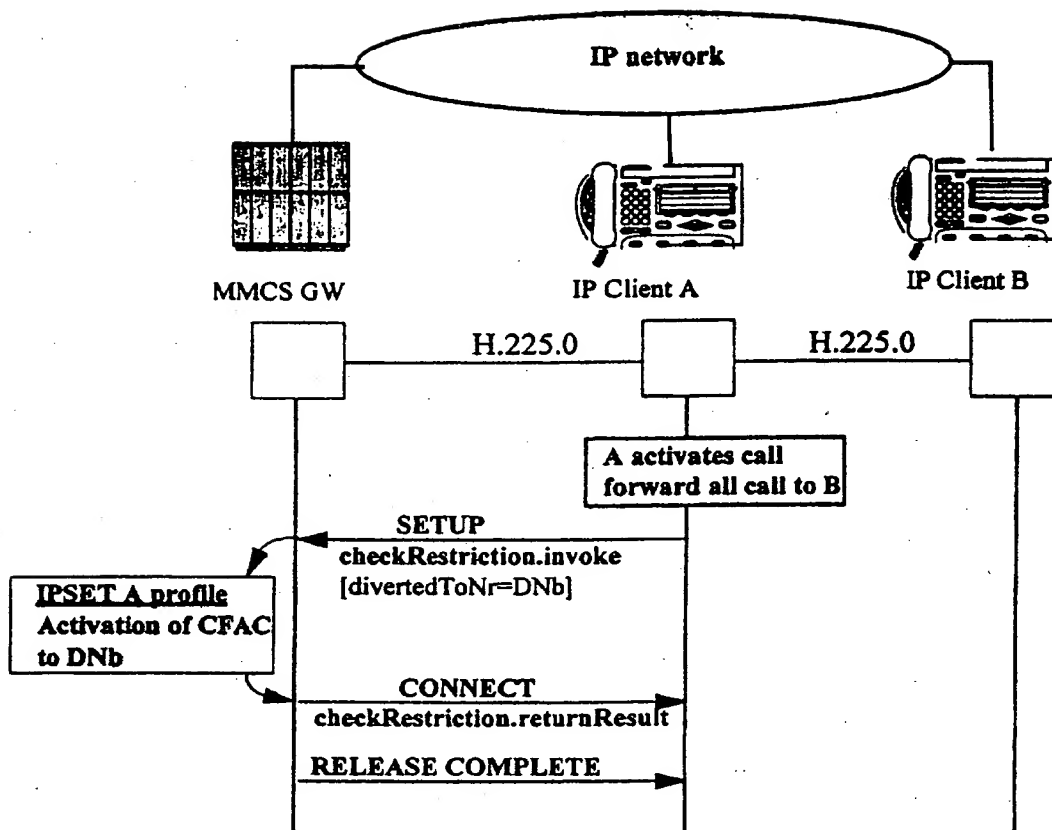 IP network
MMCS GW
IP Client A
IP Client B
H.225.0
H.225.0
A activates call
forward all call to B
SETUP
checkRestriction.invoke
[divertedToNr=DNb]
IPSET A profile
Activation of CFAC
to DNb
CONNECT
checkRestriction.returnResult
RELEASE COMPLETE